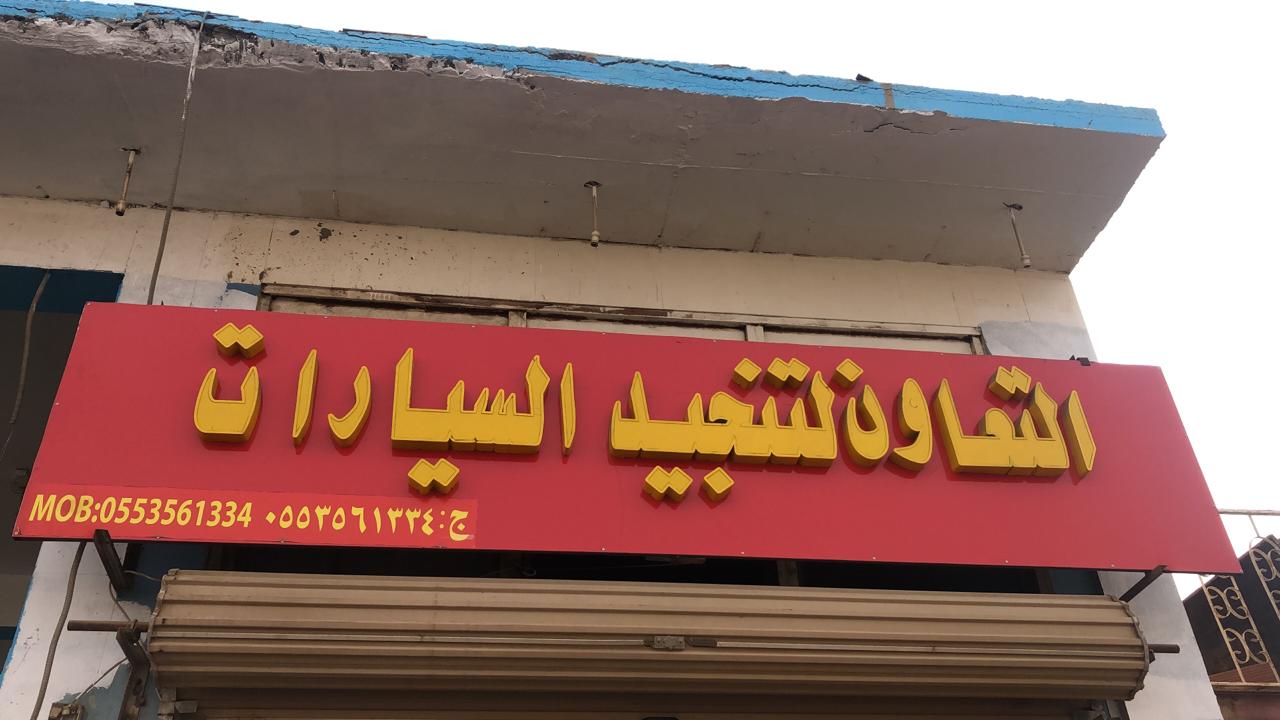 التعاون لتنجيد السيارات
MOB:0553561334 ج:٠٥٥٣٥٦١٣٣٤